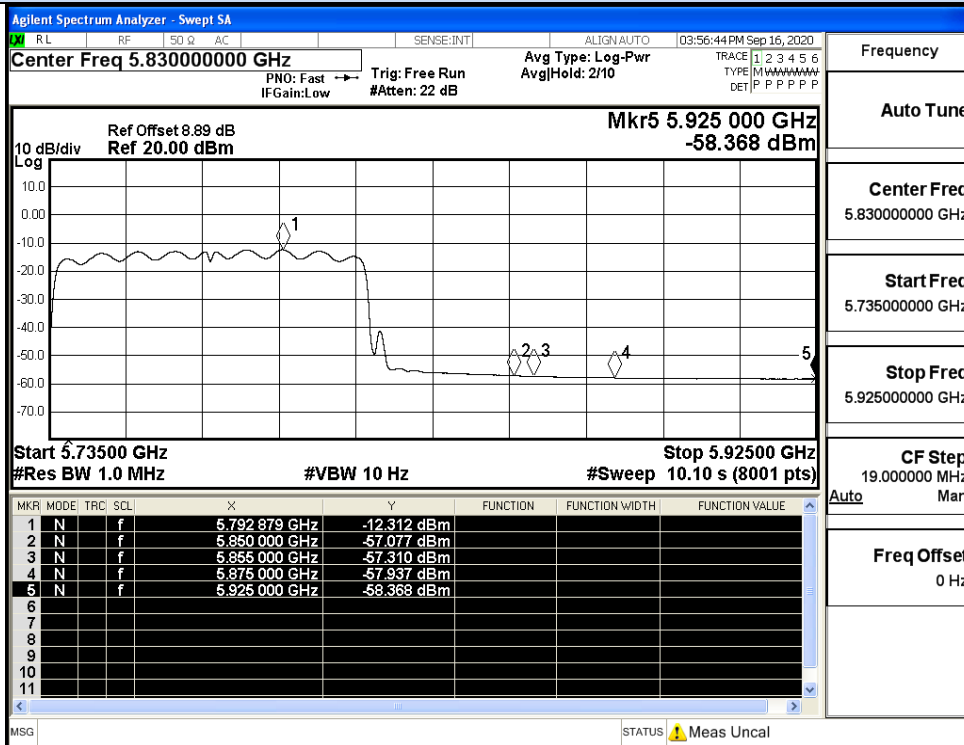 Agilent Spectrum Analyzer - Swept SA
LXI RL RF 50 Ω AC SENSE:INT ALIGN AUTO 03:56:44 PM Sep 16, 2020
Center Freq 5.830000000 GHz
PNO: Fast
IFGain:Low
Trig: Free Run
#Atten: 22 dB
Avg Type: Log-Pwr
Avg|Hold: 2/10
TRACE 1 2 3 4 5 6
TYPE M WWWWW
DET P P P P P P
Mkr5 5.925 000 GHz
-58.368 dBm
Ref Offset 8.89 dB
10 dB/div Ref 20.00 dBm
Log
10.0
0.00
-10.0
-20.0
-30.0
-40.0
-50.0
-60.0
-70.0
1
2 3 4 5
Start 5.73500 GHz Stop 5.92500 GHz
#Res BW 1.0 MHz #VBW 10 Hz #Sweep 10.10 s (8001 pts)
MKR MODE TRC SCL X Y FUNCTION FUNCTION WIDTH FUNCTION VALUE
1 N f 5.792 879 GHz -12.312 dBm
2 N f 5.850 000 GHz -57.077 dBm
3 N f 5.855 000 GHz -57.310 dBm
4 N f 5.875 000 GHz -57.937 dBm
5 N f 5.925 000 GHz -58.368 dBm
6
7
8
9
10
11
MSG STATUS Meas Uncal
Frequency
Auto Tune
Center Freq
5.830000000 GHz
Start Freq
5.735000000 GHz
Stop Freq
5.925000000 GHz
CF Step
19.000000 MHz
Auto Man
Freq Offset
0 Hz